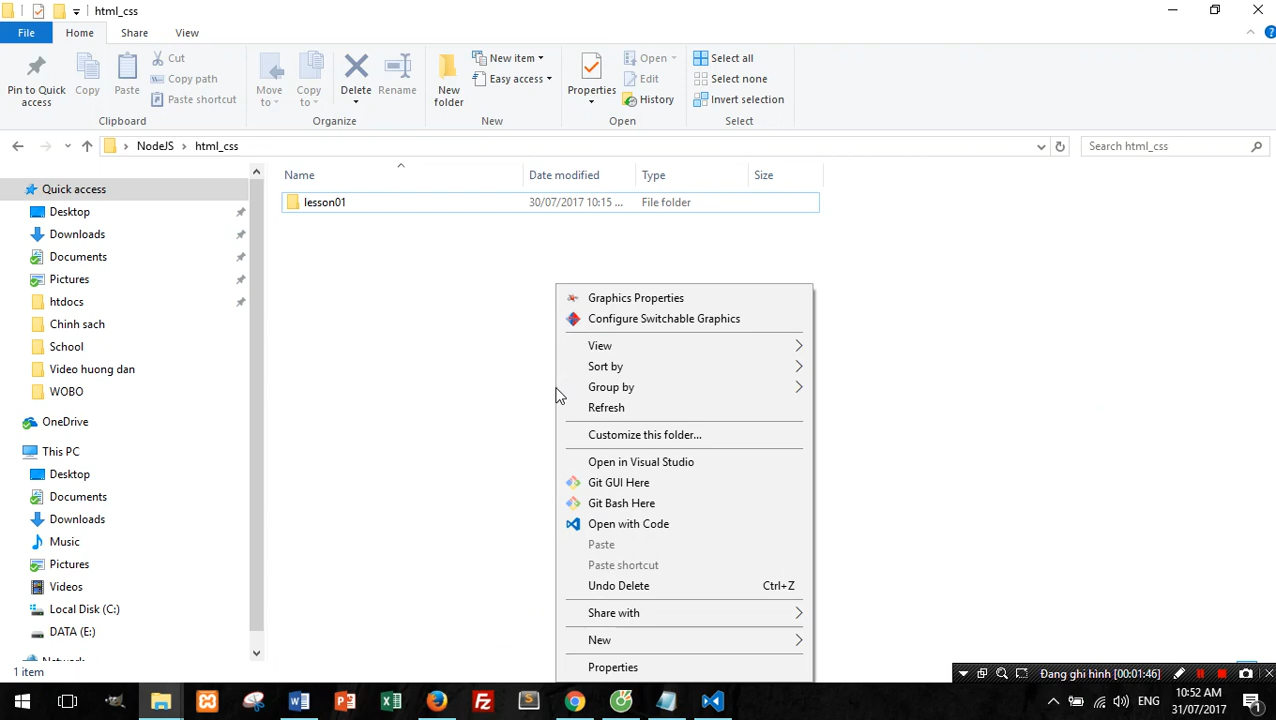 html_css
File
Home
Share
View
Pin to Quick access
Copy
Paste
Cut
Copy path
Paste shortcut
Clipboard
Move to
Copy to
Delete
Rename
Organize
New folder
New item
Easy access
New
Properties
Open
Edit
History
Open
Select all
Select none
Invert selection
Select
NodeJS
html_css
Search html_css
Name
Date modified
Type
Size
lesson01
30/07/2017 10:15 ...
File folder
Quick access
Desktop
Downloads
Documents
Pictures
htdocs
Chinh sach
School
Video huong dan
WOBO
OneDrive
This PC
Desktop
Documents
Downloads
Music
Pictures
Videos
Local Disk (C:)
DATA (E:)
Network
Graphics Properties
Configure Switchable Graphics
View
Sort by
Group by
Refresh
Customize this folder...
Open in Visual Studio
Git GUI Here
Git Bash Here
Open with Code
Paste
Paste shortcut
Undo Delete Ctrl+Z
Share with
New
Properties
1 item
Đang ghi hình [00:01:46]
ENG
10:52 AM
31/07/2017